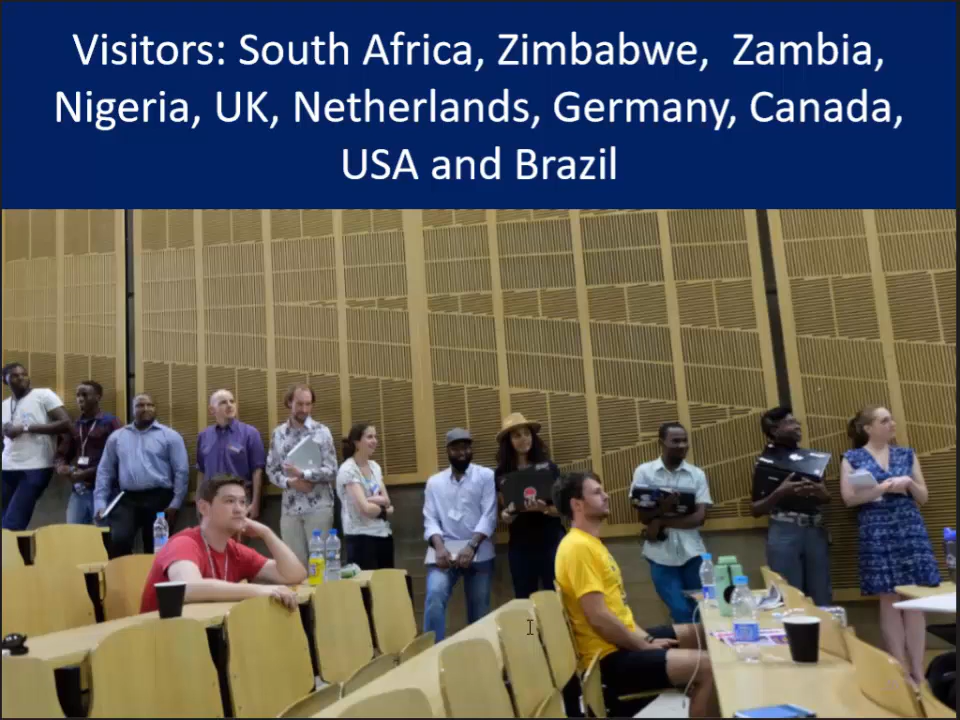 Visitors: South Africa, Zimbabwe,  Zambia,
Nigeria, UK, Netherlands, Germany, Canada,
USA and Brazil